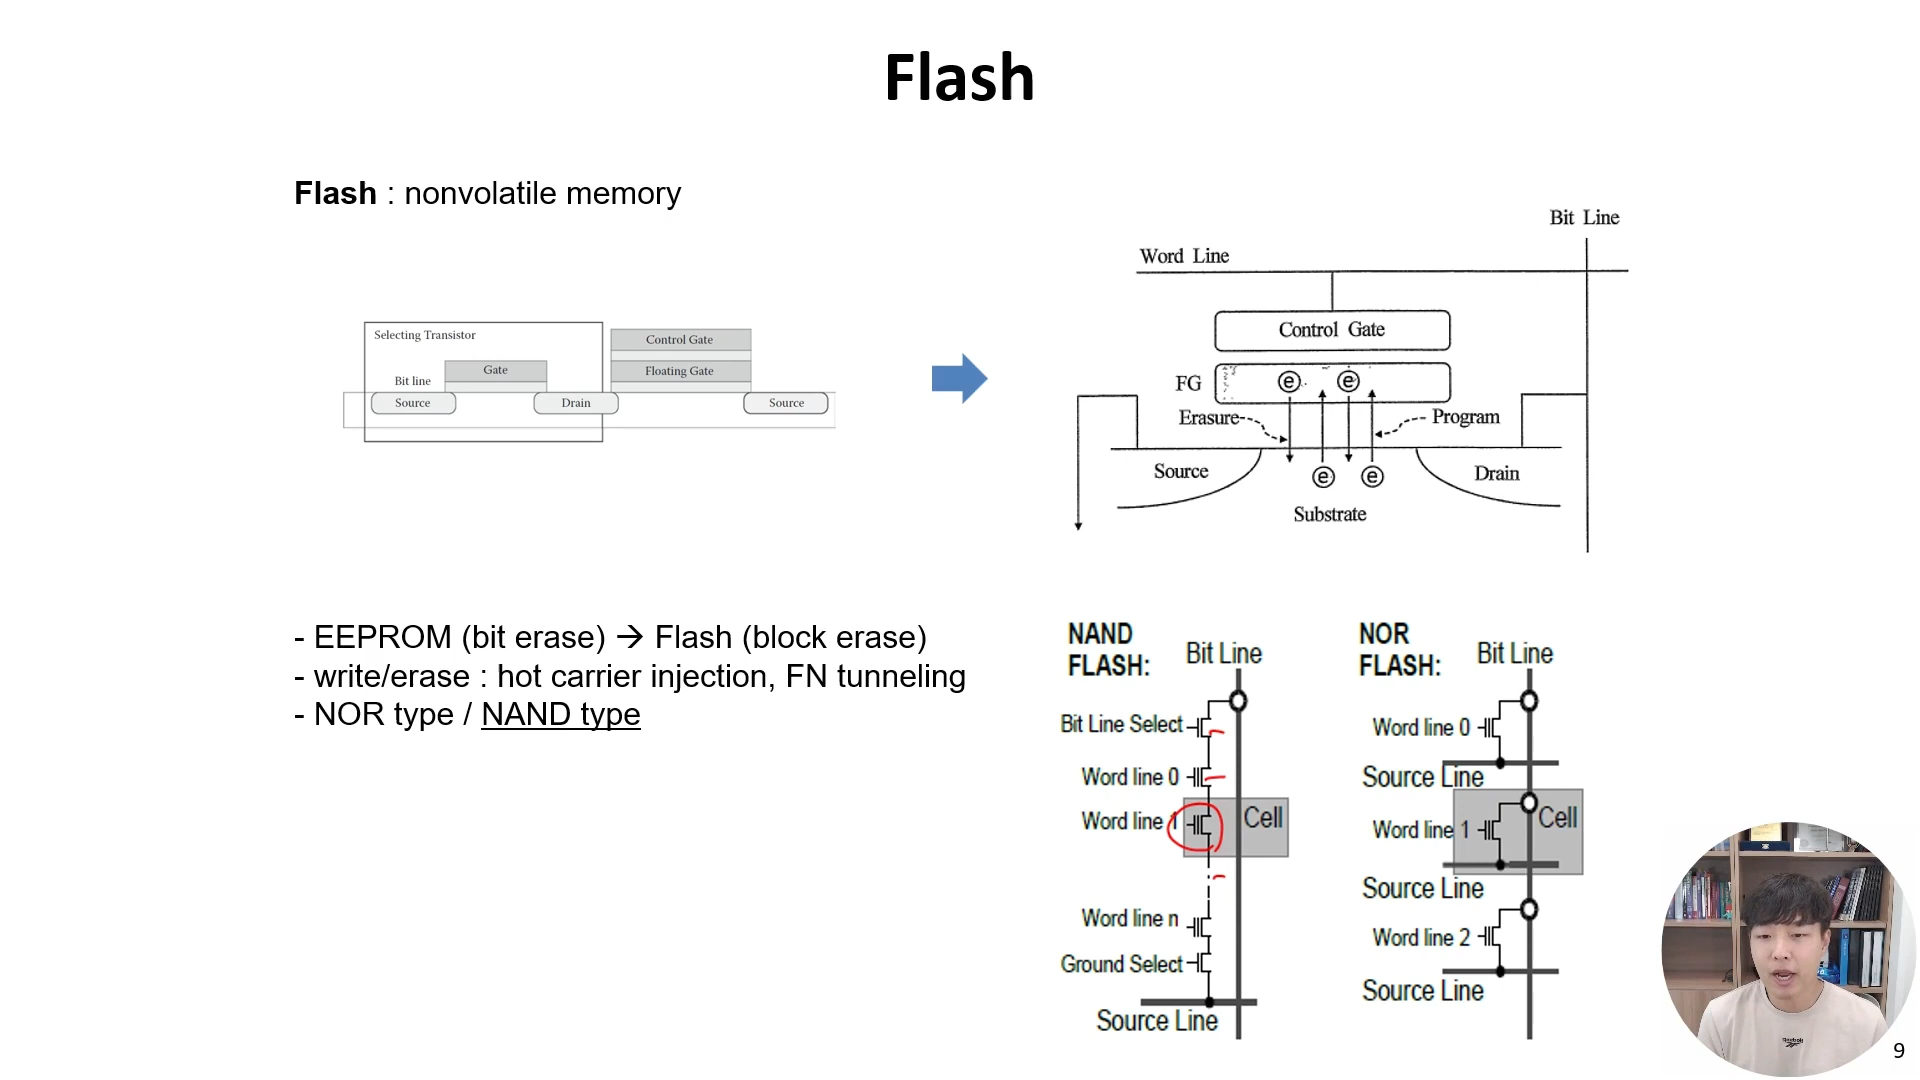 Flash
Flash : nonvolatile memory
Selecting Transistor
Bit line
Gate
Source
Drain
Control Gate
Floating Gate
Source
Bit Line
Word Line
Control Gate
FG
e
e
Erasure
Program
Source
e
e
Drain
Substrate
- EEPROM (bit erase) → Flash (block erase)
- write/erase : hot carrier injection, FN tunneling
- NOR type / NAND type
NAND
FLASH:
Bit Line
Bit Line Select
Word line 0
Word line 1
Cell
Word line n
Ground Select
Source Line
NOR
FLASH:
Bit Line
Word line 0
Source Line
Word line 1
Cell
Source Line
Word line 2
Source Line
Reebok
9